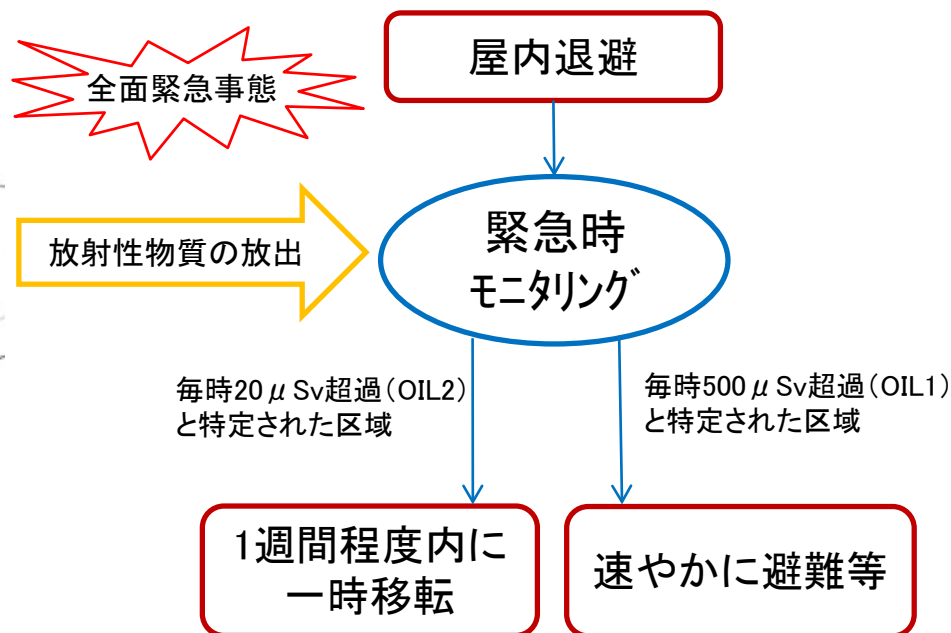 全面緊急事態
屋内退避
放射性物質の放出
緊急時
モニタリング
毎時20μSv超過(OIL2)
と特定された区域
毎時500μSv超過(OIL1)
と特定された区域
1週間程度内に
一時移転
速やかに避難等